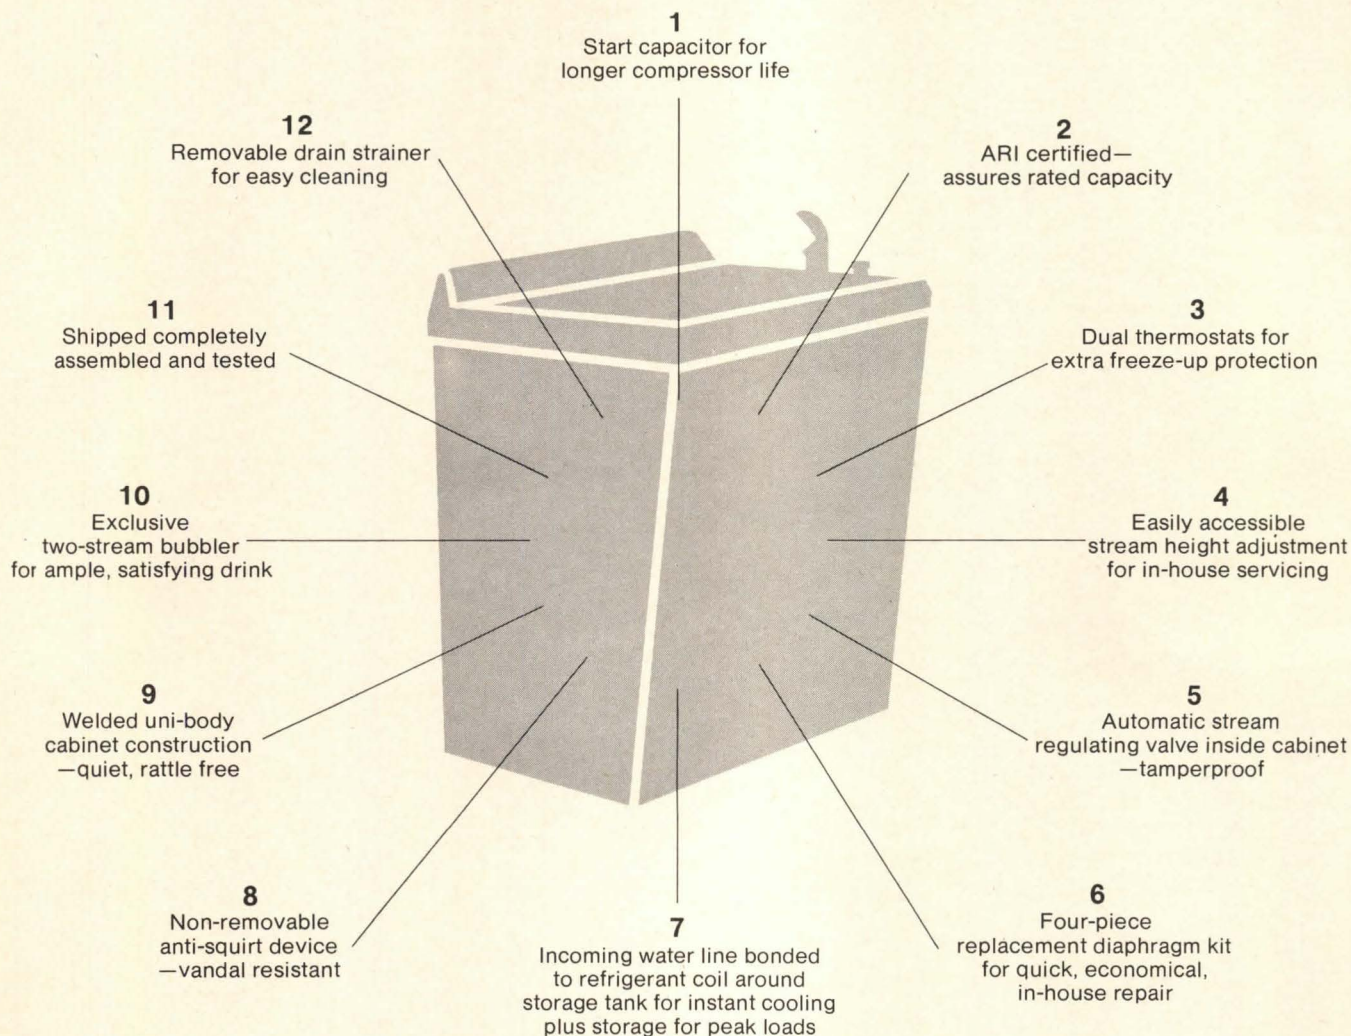 1
Start capacitor for
longer compressor life
2
ARI certified—
assures rated capacity
3
Dual thermostats for
extra freeze-up protection
4
Easily accessible
stream height adjustment
for in-house servicing
5
Automatic stream
regulating valve inside cabinet
—tamperproof
6
Four-piece
replacement diaphragm kit
for quick, economical,
in-house repair
7
Incoming water line bonded
to refrigerant coil around
storage tank for instant cooling
plus storage for peak loads
8
Non-removable
anti-squirt device
—vandal resistant
9
Welded uni-body
cabinet construction
—quiet, rattle free
10
Exclusive
two-stream bubbler
for ample, satisfying drink
11
Shipped completely
assembled and tested
12
Removable drain strainer
for easy cleaning